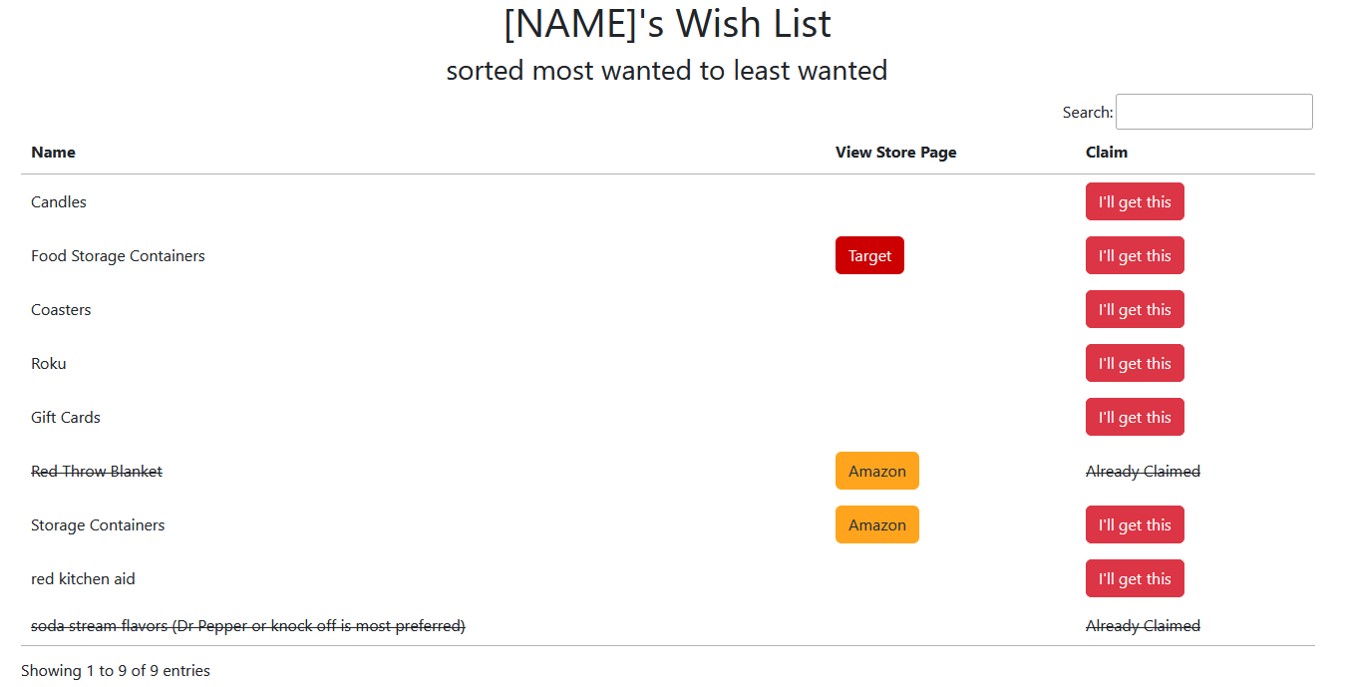 [NAME]'s Wish List
sorted most wanted to least wanted
Search:
Name View Store Page Claim
Candles I'll get this
Food Storage Containers Target I'll get this
Coasters I'll get this
Roku I'll get this
Gift Cards I'll get this
Red Throw Blanket Amazon Already Claimed
Storage Containers Amazon I'll get this
red kitchen aid I'll get this
soda stream flavors (Dr Pepper or knock off is most preferred) Already Claimed
Showing 1 to 9 of 9 entries